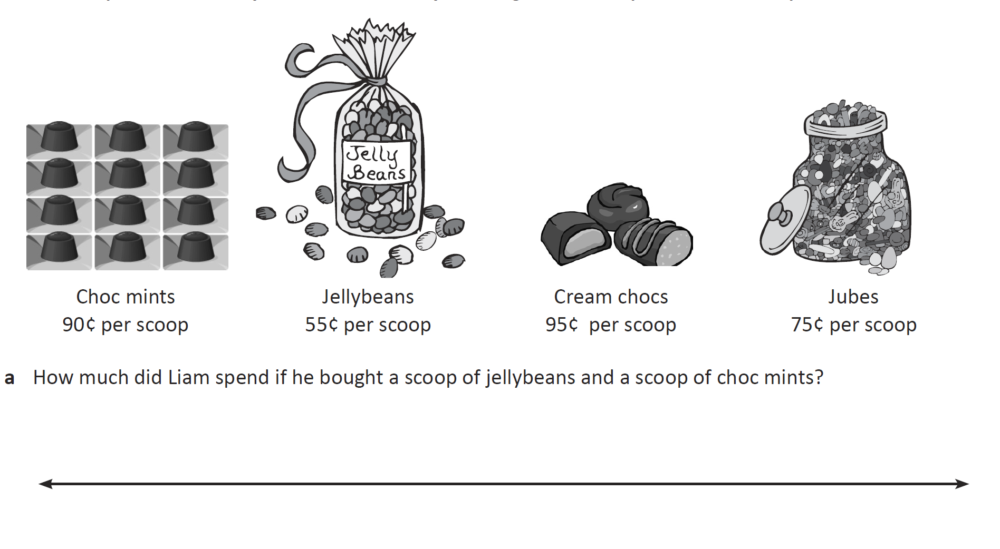 Jelly
Beans
Choc mints
90¢ per scoop
Jellybeans
55¢ per scoop
Cream chocs
95¢  per scoop
Jubes
75¢ per scoop
a How much did Liam spend if he bought a scoop of jellybeans and a scoop of choc mints?